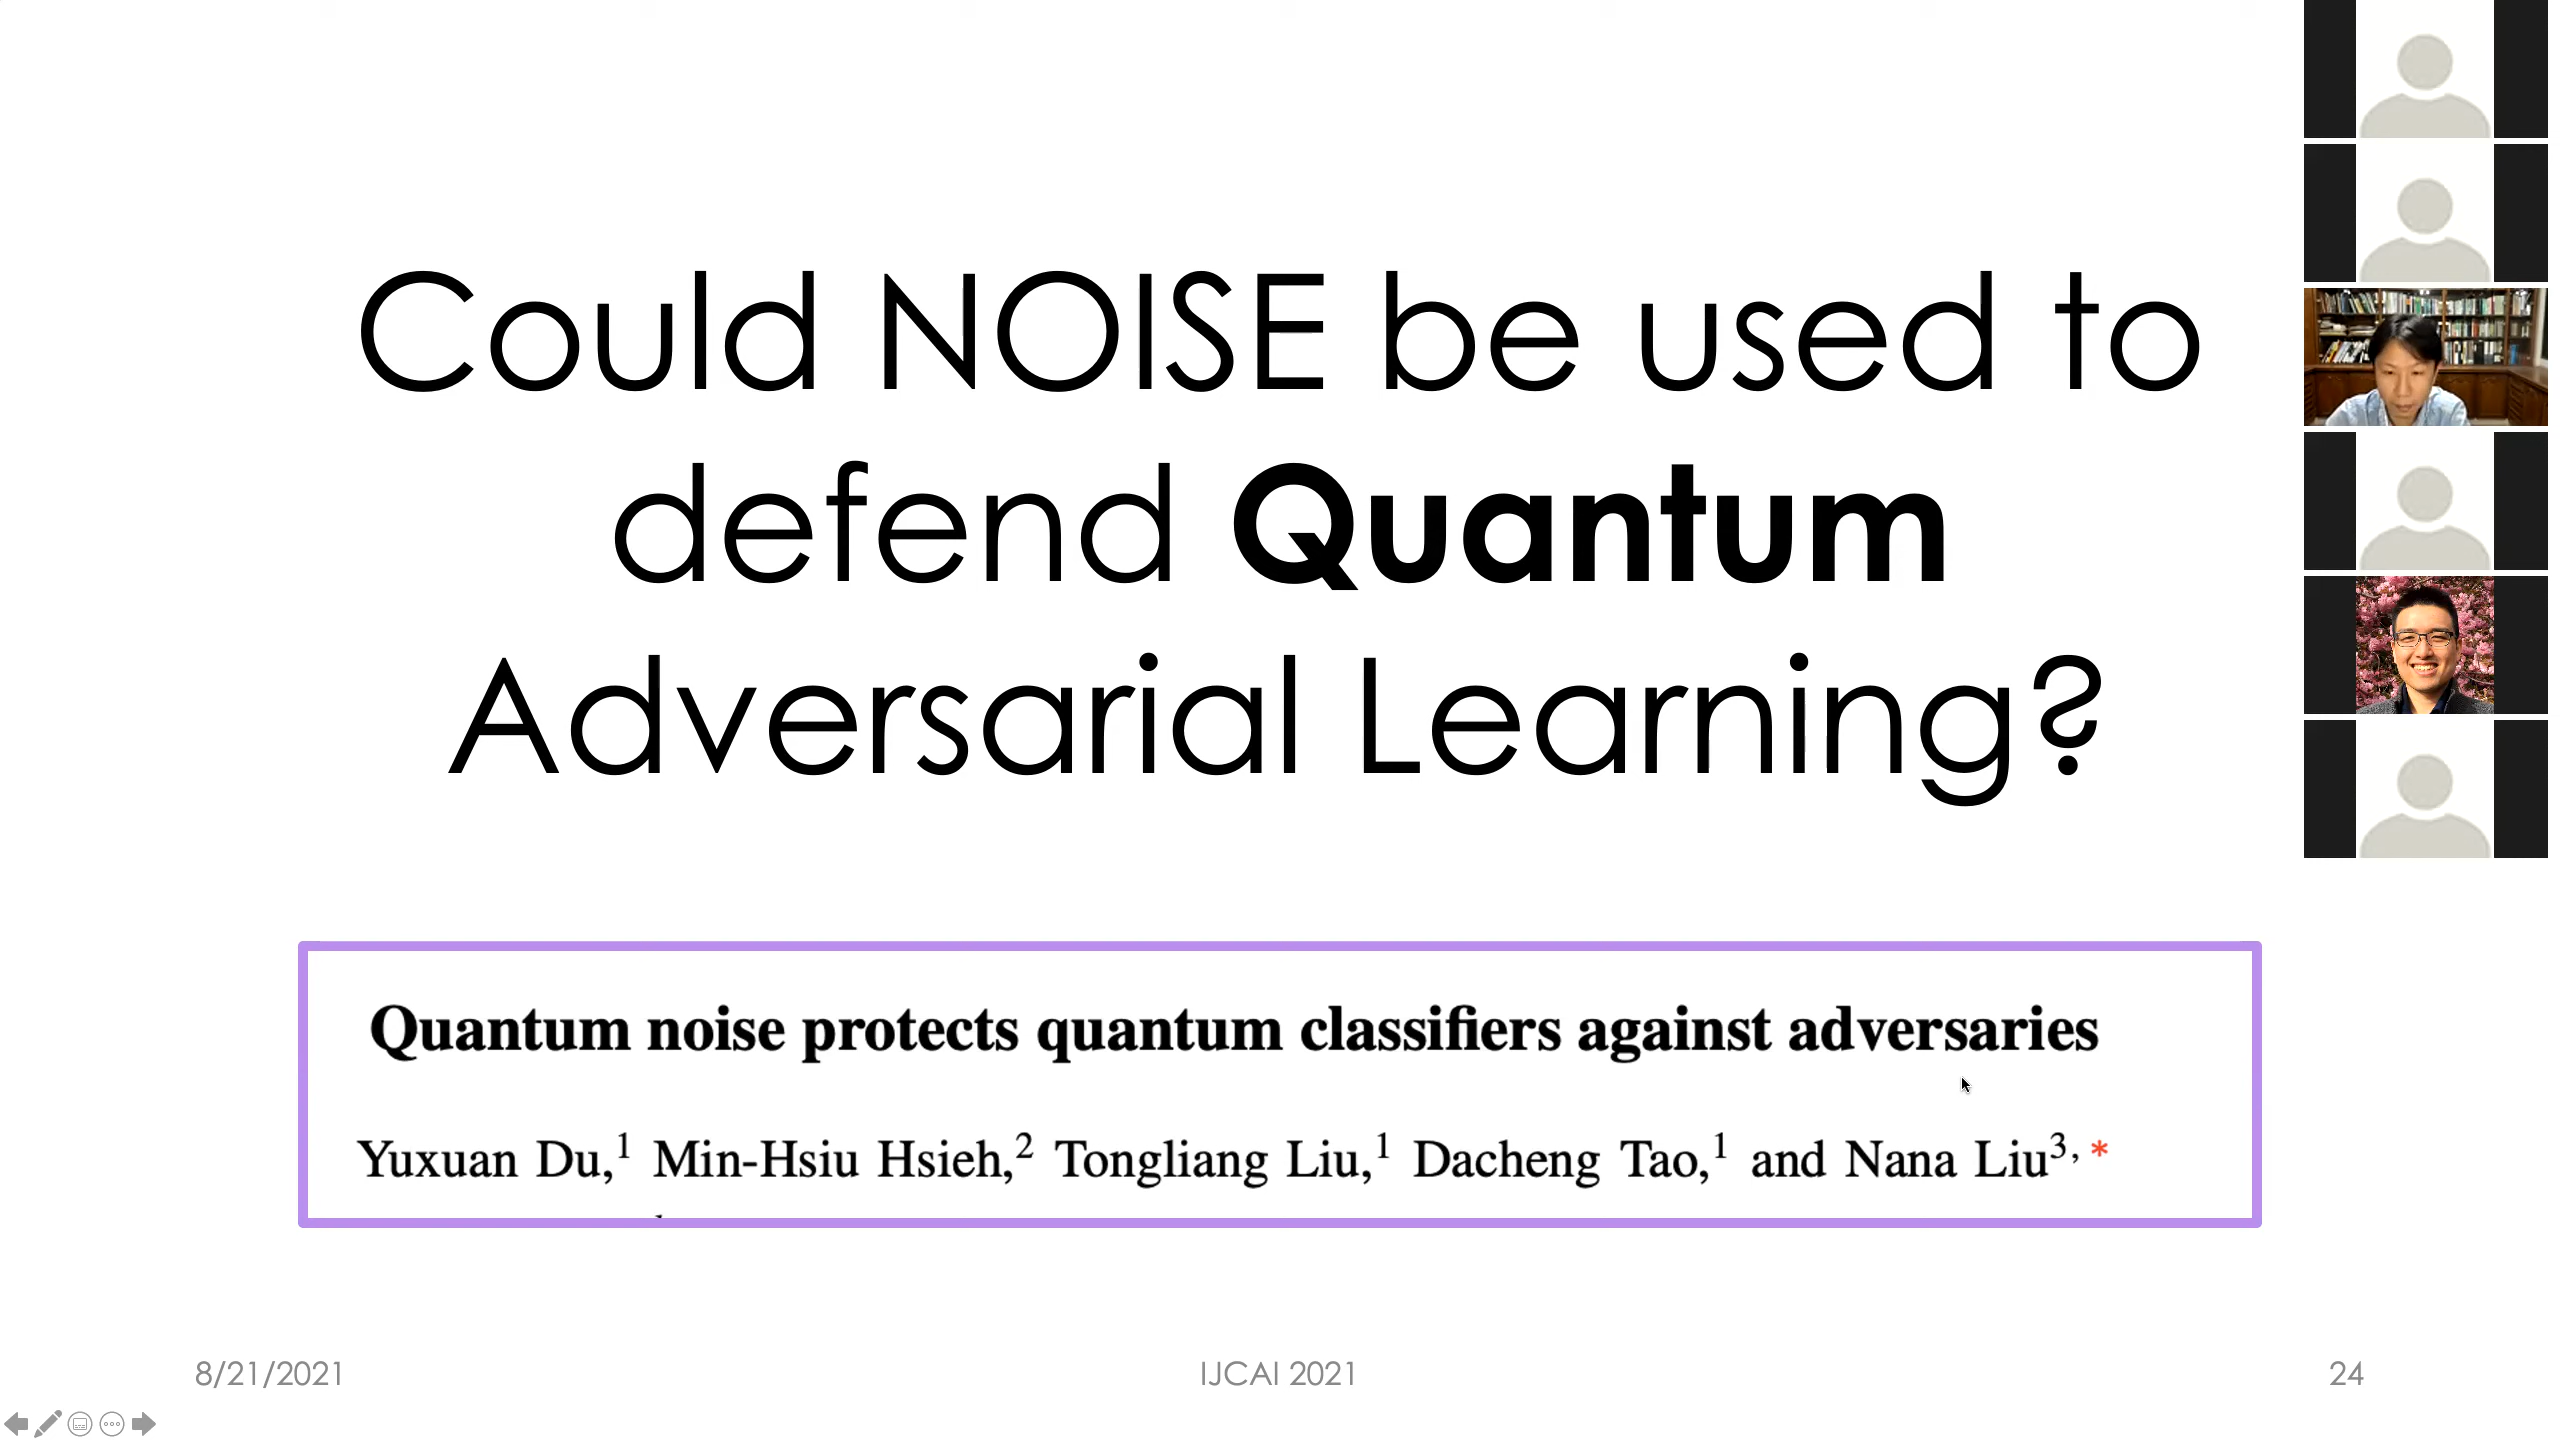 Could NOISE be used to
defend Quantum
Adversarial Learning?
Quantum noise protects quantum classifiers against adversaries
Yuxuan Du,1 Min-Hsiu Hsieh,2 Tongliang Liu,1 Dacheng Tao,1 and Nana Liu3,*
8/21/2021
IJCAI 2021
24